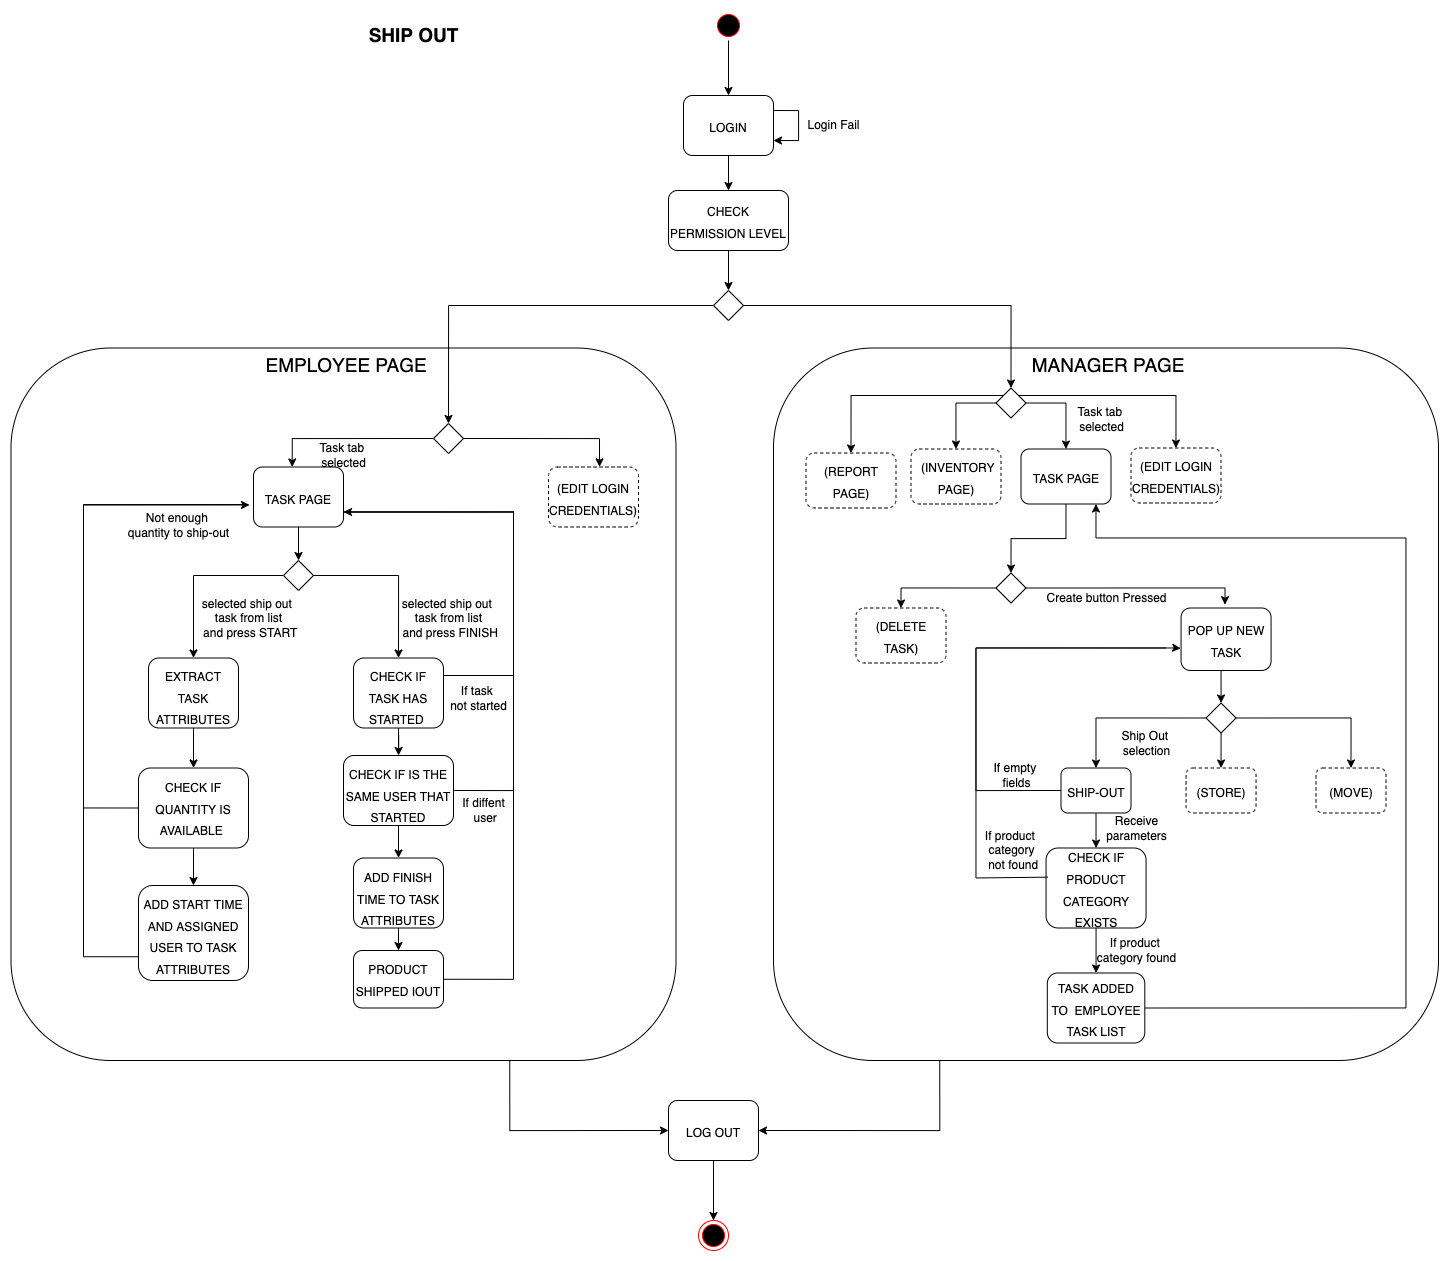 SHIP OUT
LOGIN
Login Fail
CHECK
PERMISSION LEVEL
EMPLOYEE PAGE
Task tab
selected
TASK PAGE
(EDIT LOGIN
CREDENTIALS)
Not enough
quantity to ship-out
selected ship out
task from list
and press START
selected ship out
task from list
and press FINISH
EXTRACT
TASK
ATTRIBUTES
CHECK IF
TASK HAS
STARTED
If task
not started
CHECK IF
QUANTITY IS
AVAILABLE
CHECK IF IS THE
SAME USER THAT
STARTED
If diffent
user
ADD START TIME
AND ASSIGNED
USER TO TASK
ATTRIBUTES
ADD FINISH
TIME TO TASK
ATTRIBUTES
PRODUCT
SHIPPED IOUT
MANAGER PAGE
Task tab
selected
(REPORT
PAGE)
(INVENTORY
PAGE)
TASK PAGE
(EDIT LOGIN
CREDENTIALS)
Create button Pressed
(DELETE
TASK)
POP UP NEW
TASK
Ship Out
selection
If empty
fields
SHIP-OUT
(STORE)
(MOVE)
Receive
parameters
If product
category
not found
CHECK IF
PRODUCT
CATEGORY
EXISTS
If product
category found
TASK ADDED
TO EMPLOYEE
TASK LIST
LOG OUT